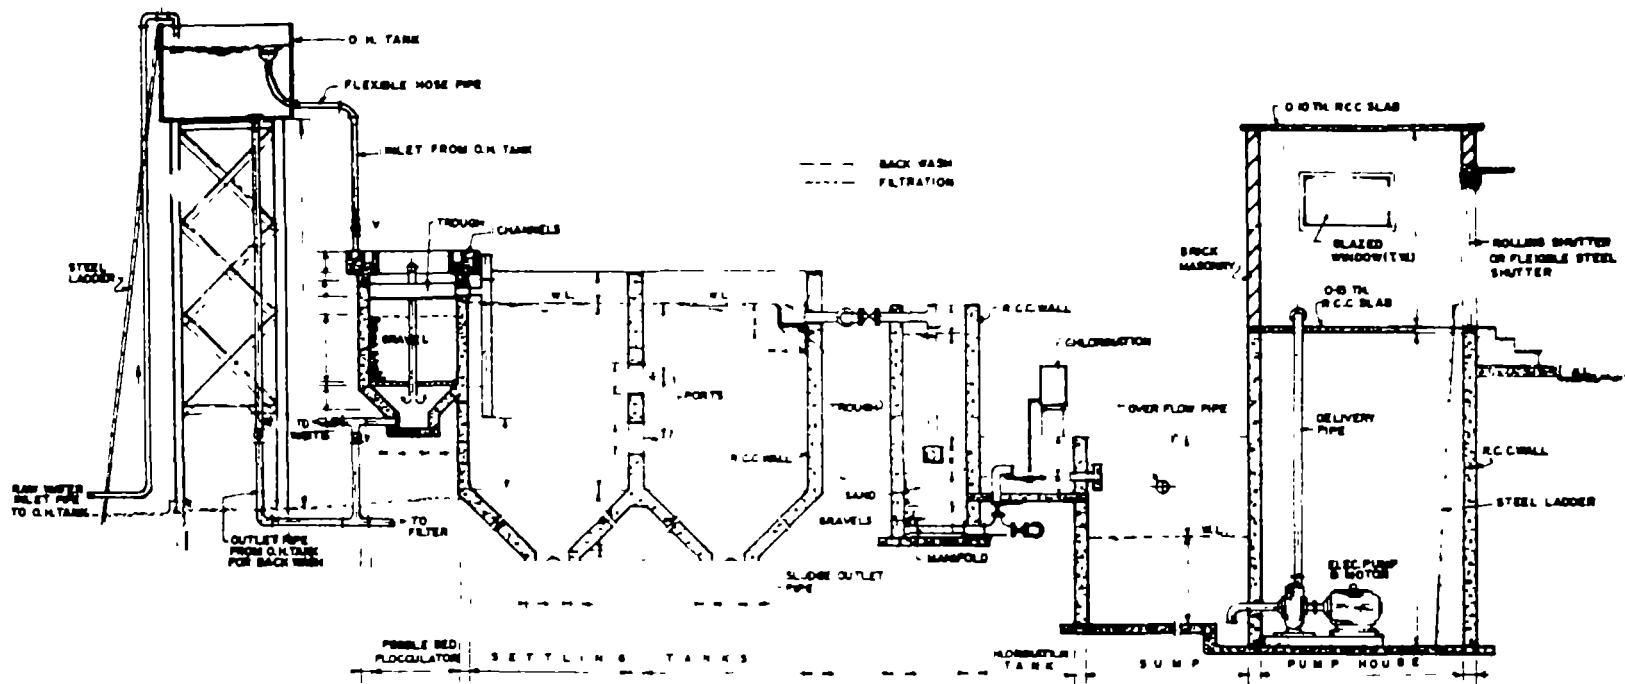 O.H. TANK
FLEXIBLE HOSE PIPE
INLET FROM O.H. TANK
BACK WASH
FILTRATION
TROUGH
CHANNELS
STEEL
LADDER
W.L.
W.L.
GRAVEL
PORTS
TO
WASTE
RAW WATER
INLET PIPE
TO O.H. TANK
OUTLET PIPE
FROM O.H. TANK
FOR BACK WASH
TO
FILTER
R.C.C. WALL
TROUGH
R.C.C. WALL
SAND
GRAVELS
MANIFOLD
SLUDGE OUTLET
PIPE
CHLORINATION
OVER FLOW PIPE
W.L.
0·10 TH. R.C.C SLAB
GLAZED
WINDOW (T.W.)
BRICK
MASONRY
ROLLING SHUTTER
OR FLEXIBLE STEEL
SHUTTER
R.C.C SLAB
DELIVERY
PIPE
R.C.C. WALL
STEEL LADDER
ELEC. PUMP
& MOTOR
PEBBLE BED
FLOCCULATOR
SETTLING TANKS
TANK
SUMP
PUMP HOUSE